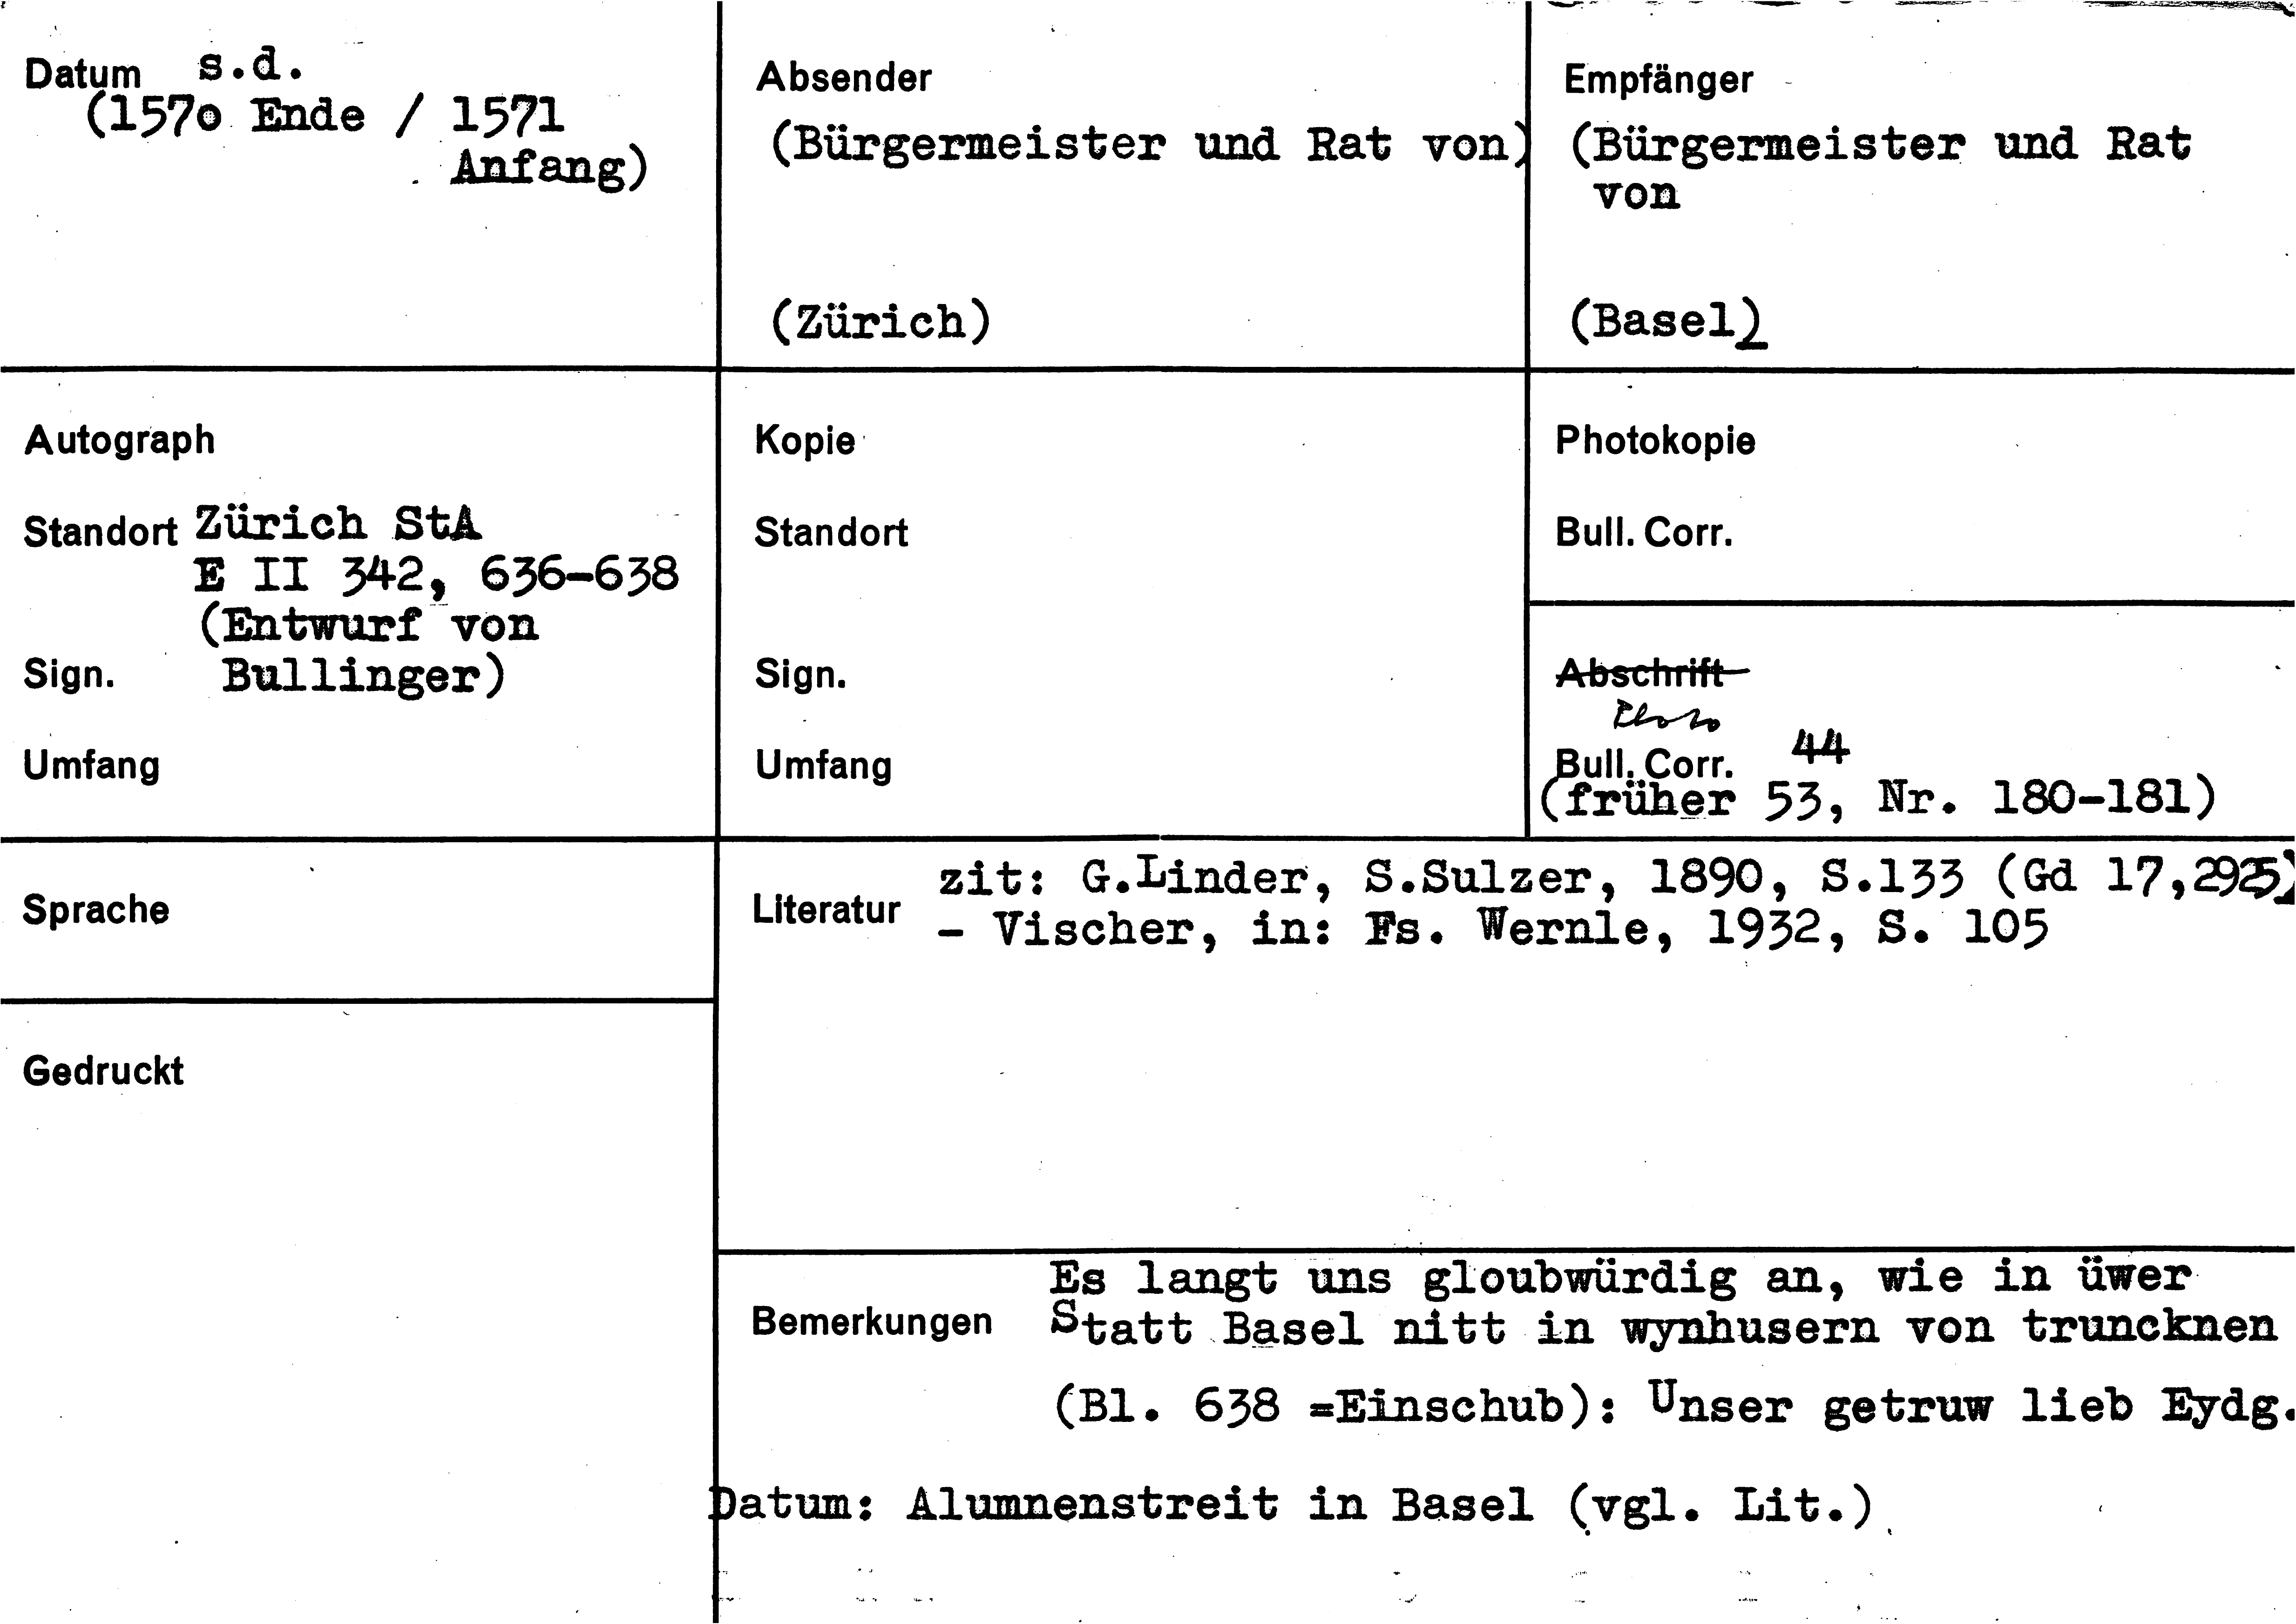 Datum s.d.
(1570 Ende / 1571
Anfang)
Absender
(Bürgermeister und Rat von)
(Zürich)
Empfänger
(Bürgermeister und Rat
von
(Basel)
Autograph
Standort Zürich StA
E II 342, 636-638
(Entwurf von
Sign. Bullinger)
Umfang
Kopie
Standort
Sign.
Umfang
Photokopie
Bull. Corr.
Abschrift
Photo
Bull. Corr. 44
(früher 53, Nr. 180-181)
Sprache
Literatur zit: G.Linder, S.Sulzer, 1890, S.133 (Gd 17,2925)
- Vischer, in: Fs. Wernle, 1932, S. 105
Gedruckt
Bemerkungen Es langt uns gloubwürdig an, wie in üwer
Statt Basel nitt in wynhusern von truncknen
(Bl. 638 =Einschub): Unser getruw lieb Eydg.
Datum: Alumnenstreit in Basel (vgl. Lit.)